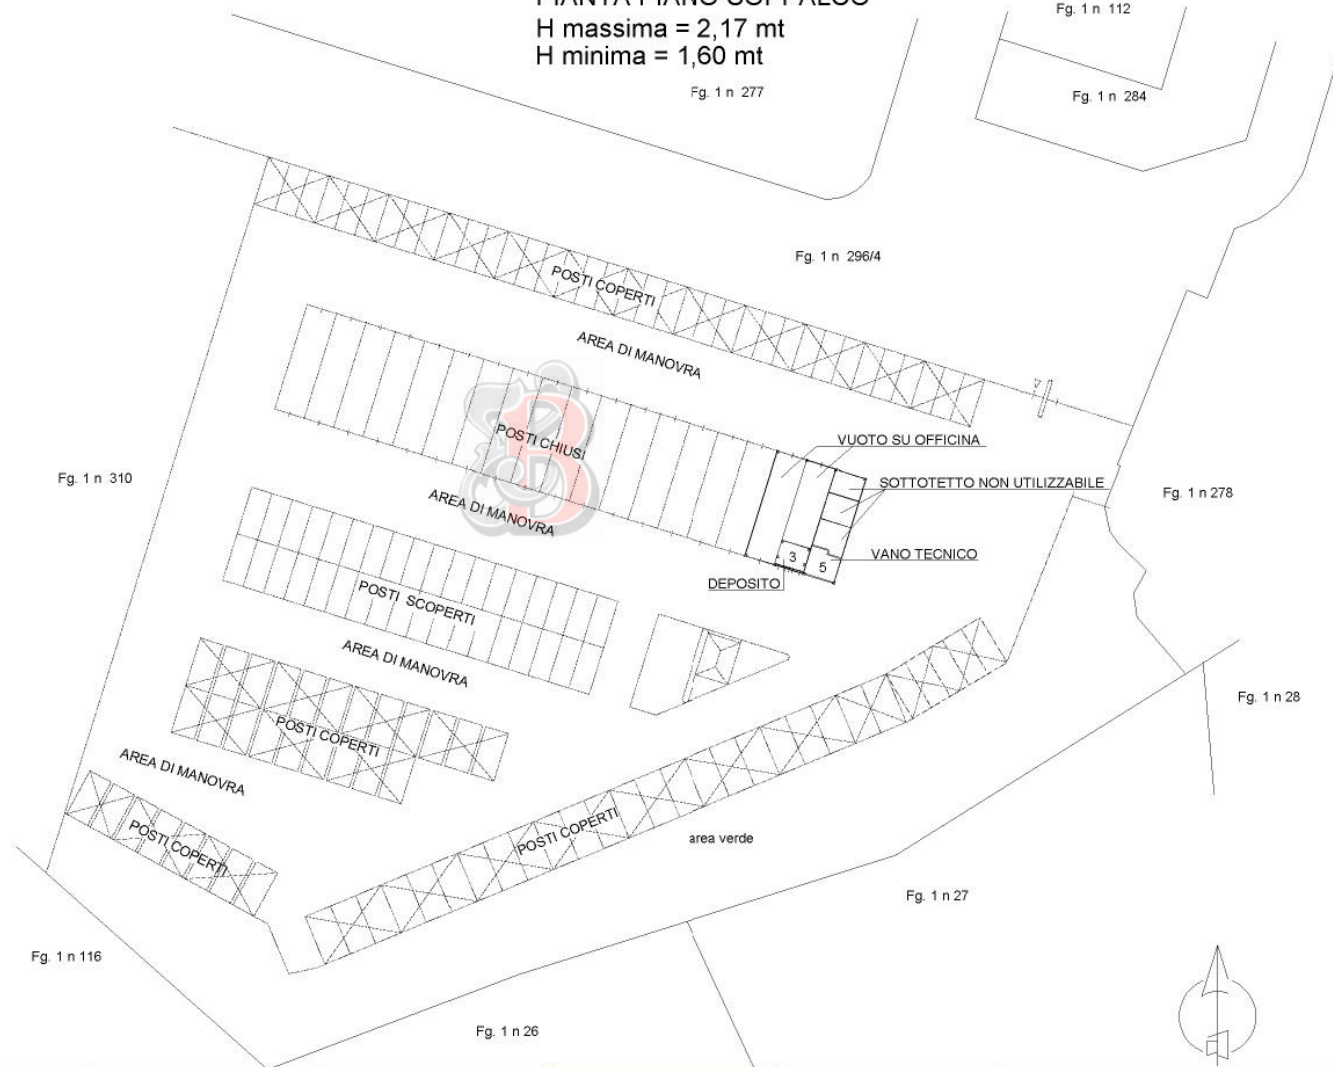 PIANTA PIANO SOPPALCO
H massima = 2,17 mt
H minima = 1,60 mt
Fg. 1 n 112
Fg. 1 n 277
Fg. 1 n 284
Fg. 1 n 296/4
POSTI COPERTI
AREA DI MANOVRA
POSTI CHIUSI
VUOTO SU OFFICINA
Fg. 1 n 310
SOTTOTETTO NON UTILIZZABILE
Fg. 1 n 278
AREA DI MANOVRA
3
VANO TECNICO
5
DEPOSITO
POSTI SCOPERTI
AREA DI MANOVRA
Fg. 1 n 28
POSTI COPERTI
AREA DI MANOVRA
POSTI COPERTI
POSTI COPERTI
area verde
Fg. 1 n 27
Fg. 1 n 116
Fg. 1 n 26